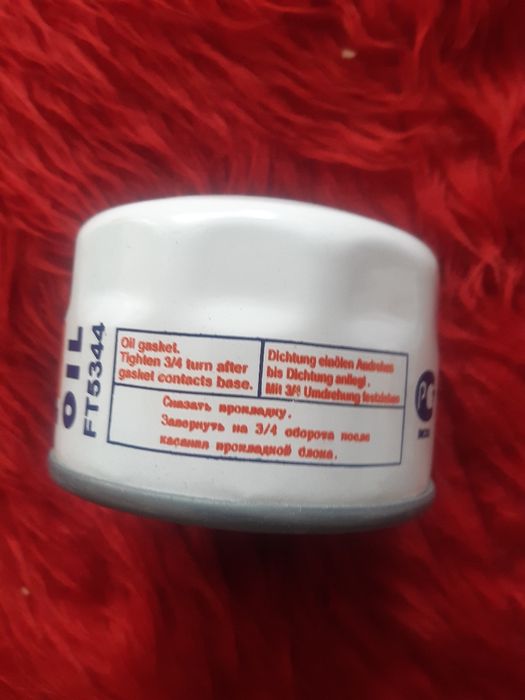 OIL
FT5344
Oil gasket.
Tighten 3/4 turn after
gasket contacts base.
Dichtung einölen Andrehen
bis Dichtung anliegt.
Mit 3/8 Umdrehung festziehen
Смазать прокладку.
Завернуть на 3/4 оборота после
касания прокладкой блока.